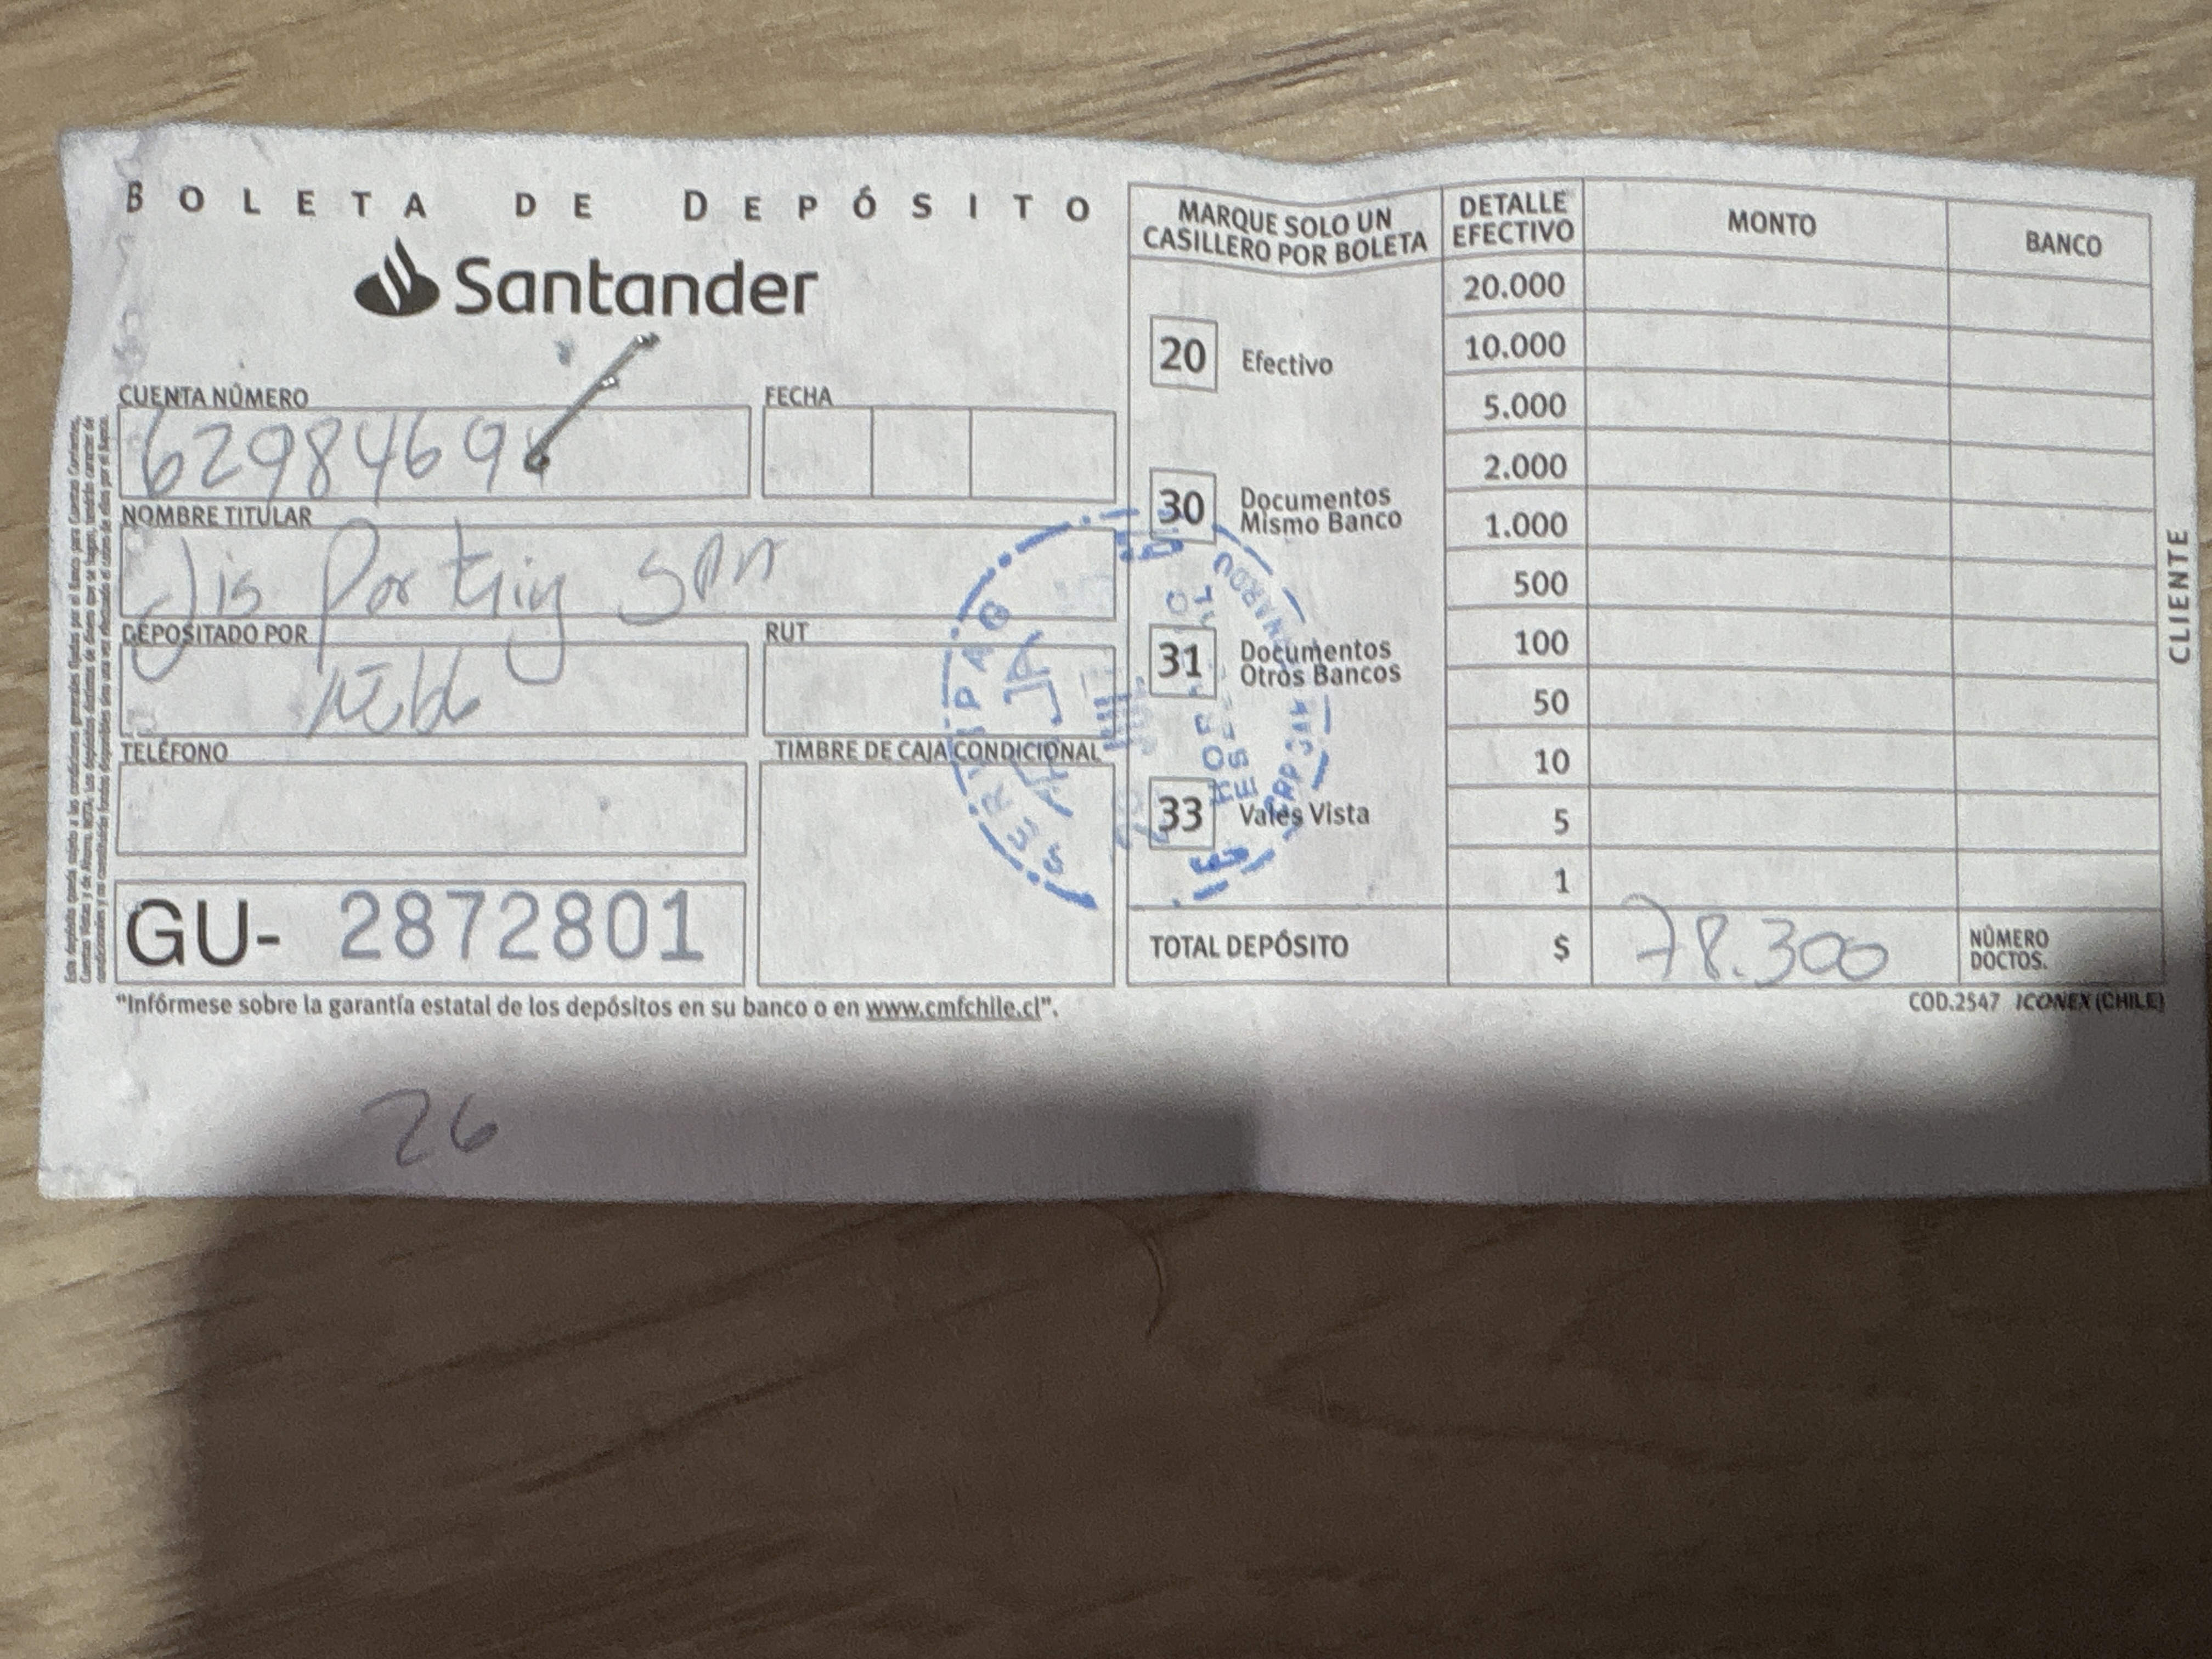 BOLETA DE DEPÓSITO
Santander
CUENTA NÚMERO
6298469
FECHA
NOMBRE TITULAR
SPA
DEPOSITADO POR
RUT
TELÉFONO
TIMBRE DE CAJA CONDICIONAL
GU- 2872801
"Infórmese sobre la garantía estatal de los depósitos en su banco o en www.cmfchile.cl".
26
MARQUE SOLO UN
CASILLERO POR BOLETA
20 Efectivo
30 Documentos
Mismo Banco
31 Documentos
Otros Bancos
33 Vales Vista
SERVIPAG
DETALLE
EFECTIVO
MONTO
BANCO
20.000
10.000
5.000
2.000
1.000
500
100
50
10
5
1
TOTAL DEPÓSITO $ 78.300
NÚMERO
DOCTOS.
COD.2547 ICONEX (CHILE)
CLIENTE